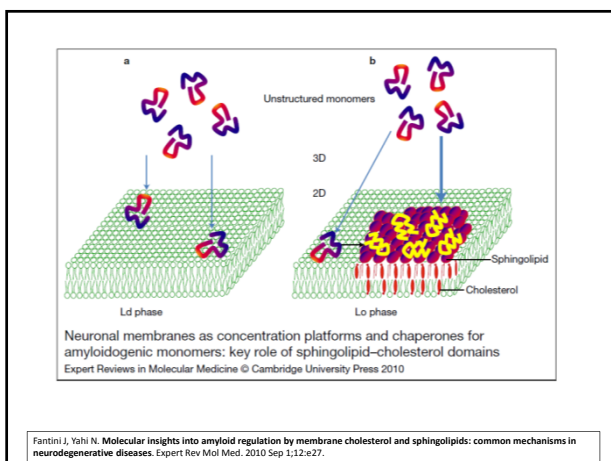 a
b
Unstructured monomers
3D
2D
Sphingolipid
Cholesterol
Ld phase
Lo phase
Neuronal membranes as concentration platforms and chaperones for
amyloidogenic monomers: key role of sphingolipid–cholesterol domains
Expert Reviews in Molecular Medicine © Cambridge University Press 2010
Fantini J, Yahi N. Molecular insights into amyloid regulation by membrane cholesterol and sphingolipids: common mechanisms in
neurodegenerative diseases. Expert Rev Mol Med. 2010 Sep 1;12:e27.